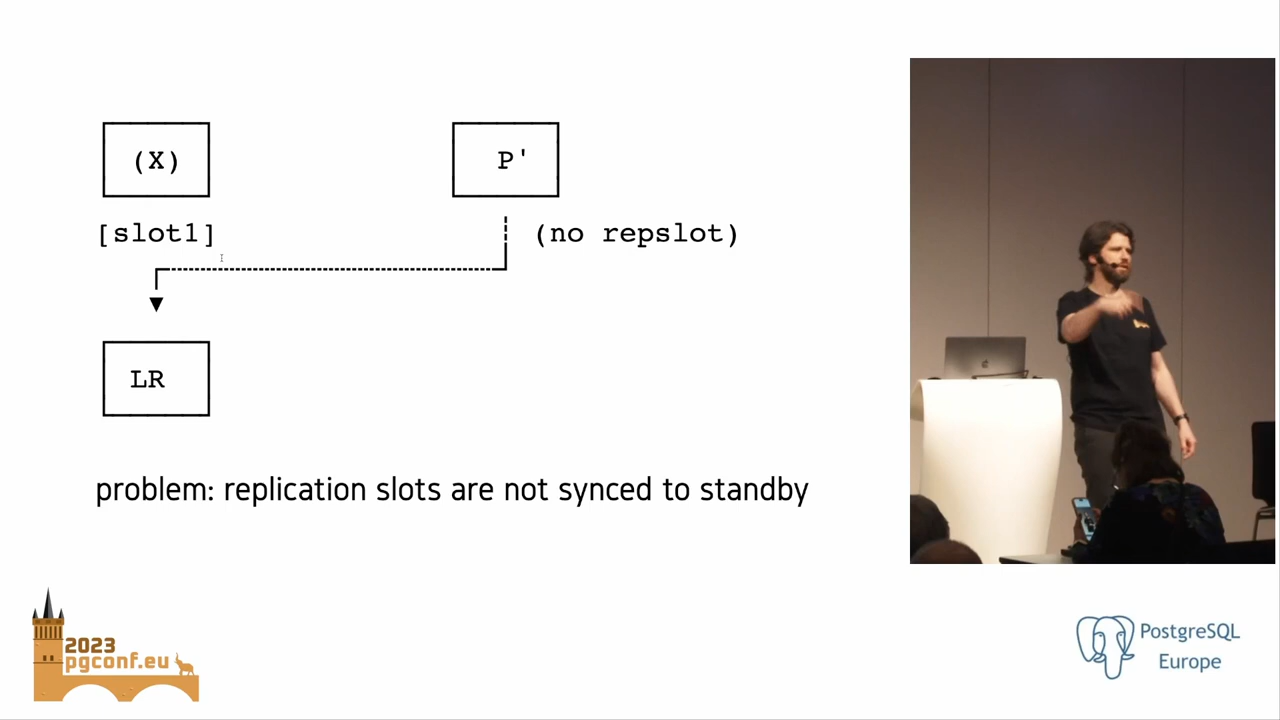 (X)
P'
[slot1]
(no repslot)
LR
problem: replication slots are not synced to standby
2023
pgconf.eu
PostgreSQL
Europe